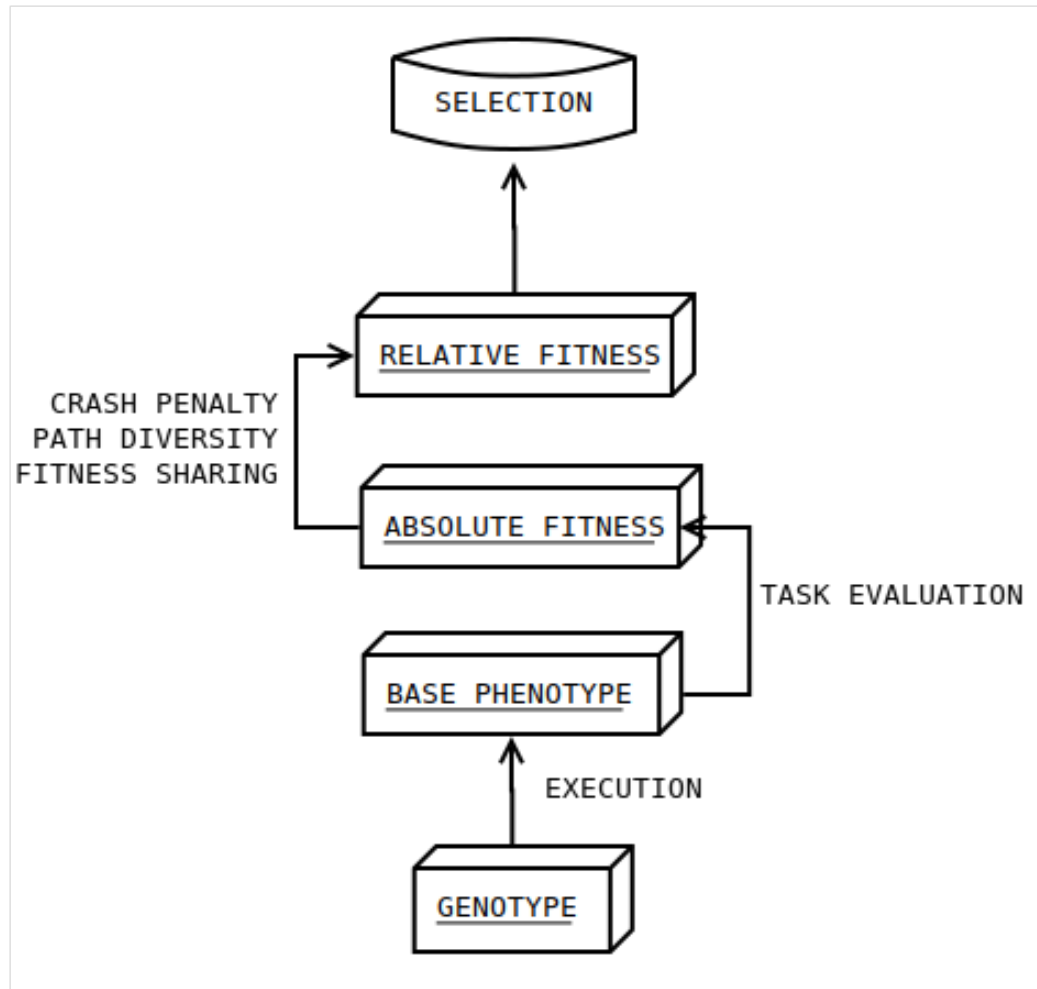 SELECTION
RELATIVE FITNESS
CRASH PENALTY
PATH DIVERSITY
FITNESS SHARING
ABSOLUTE FITNESS
TASK EVALUATION
BASE PHENOTYPE
EXECUTION
GENOTYPE